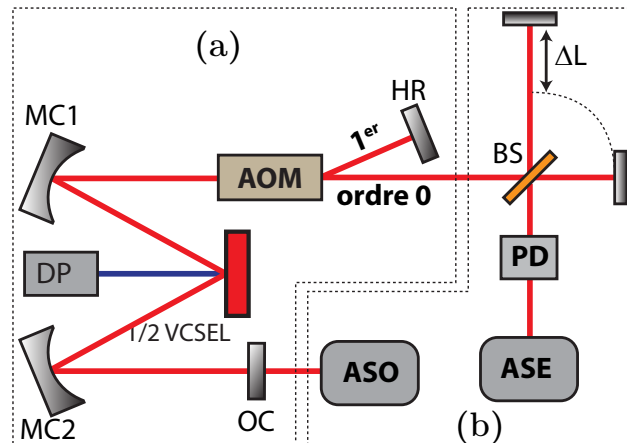 (a)
ΔL
HR
MC1
1er
BS
AOM
ordre 0
PD
DP
1/2 VCSEL
ASO
ASE
MC2
OC
(b)